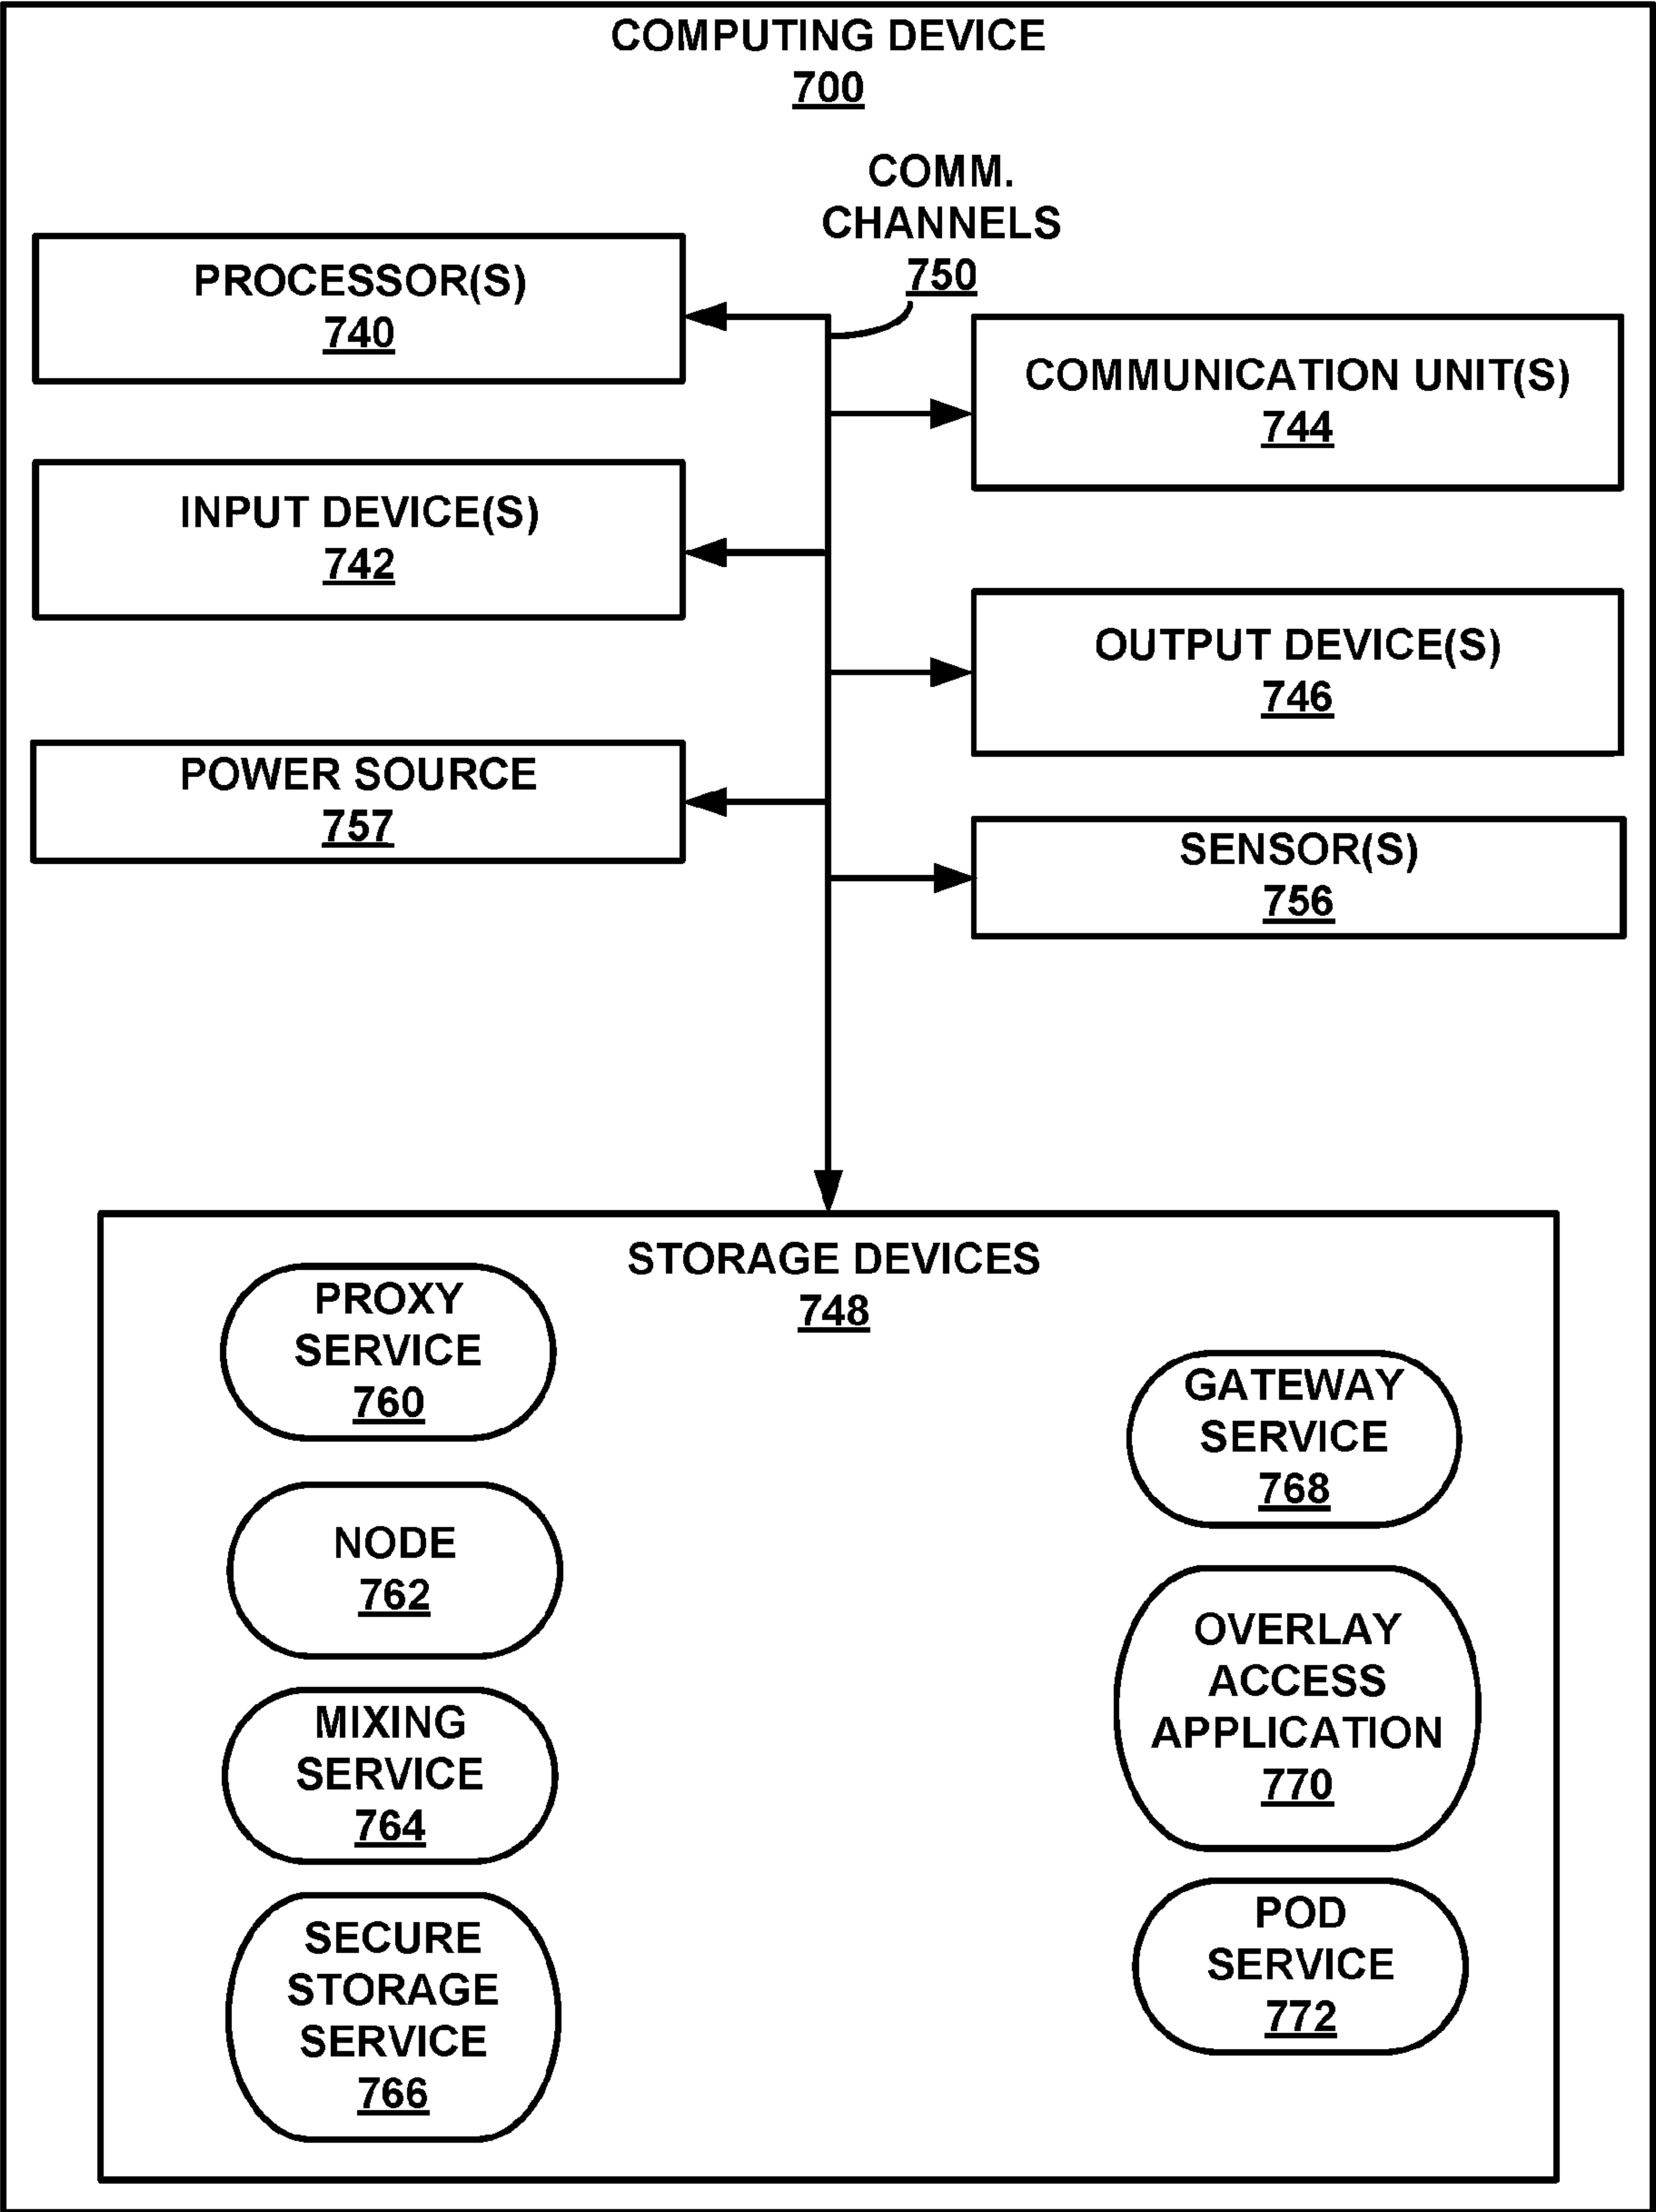 COMPUTING DEVICE
700
COMM.
CHANNELS
750
PROCESSOR(S)
740
COMMUNICATION UNIT(S)
744
INPUT DEVICE(S)
742
OUTPUT DEVICE(S)
746
POWER SOURCE
757
SENSOR(S)
756
STORAGE DEVICES
748
PROXY
SERVICE
760
NODE
762
MIXING
SERVICE
764
SECURE
STORAGE
SERVICE
766
GATEWAY
SERVICE
768
OVERLAY
ACCESS
APPLICATION
770
POD
SERVICE
772